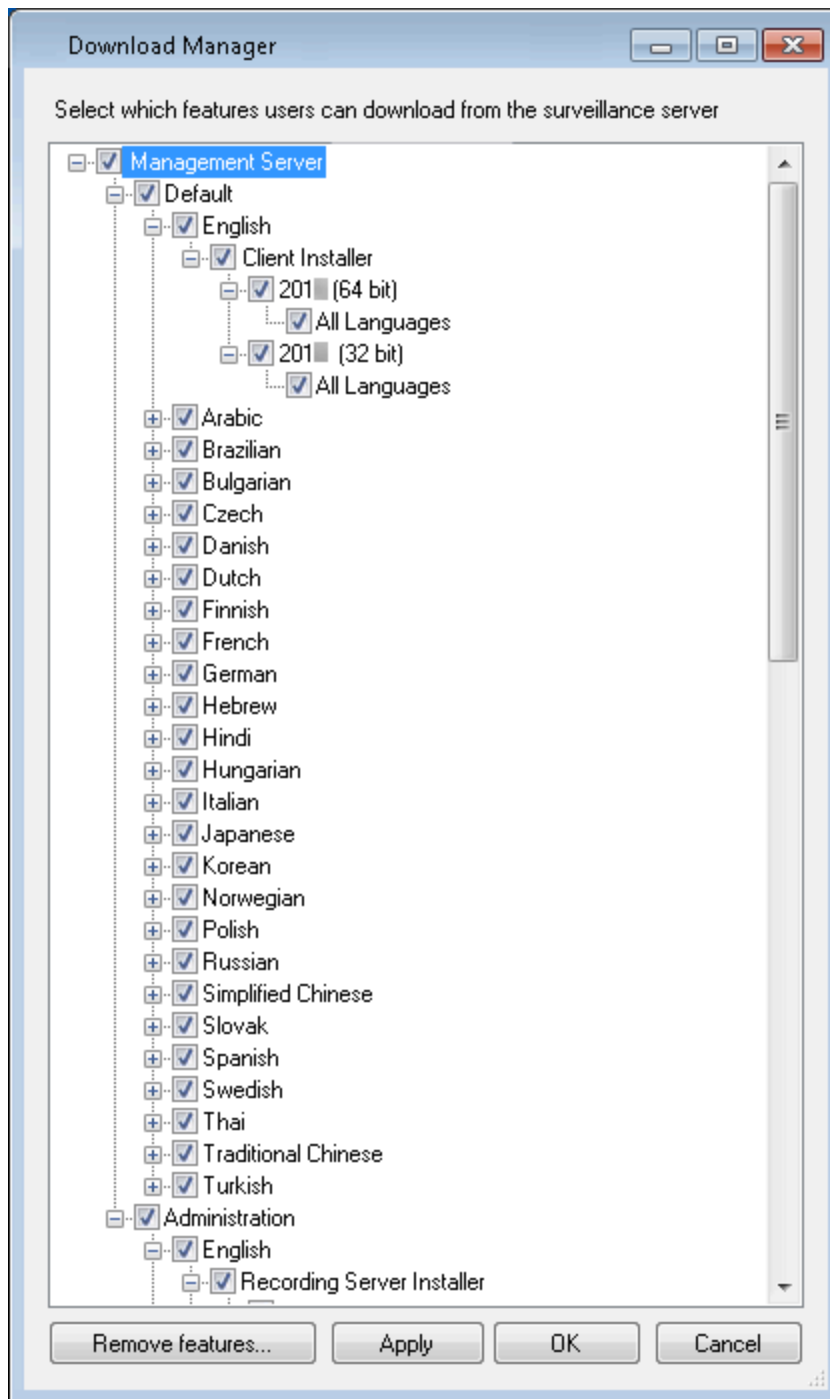 Download Manager
Select which features users can download from the surveillance server
Management Server
Default
English
Client Installer
201 (64 bit)
All Languages
201 (32 bit)
All Languages
Arabic
Brazilian
Bulgarian
Czech
Danish
Dutch
Finnish
French
German
Hebrew
Hindi
Hungarian
Italian
Japanese
Korean
Norwegian
Polish
Russian
Simplified Chinese
Slovak
Spanish
Swedish
Thai
Traditional Chinese
Turkish
Administration
English
Recording Server Installer
Remove features... Apply OK Cancel